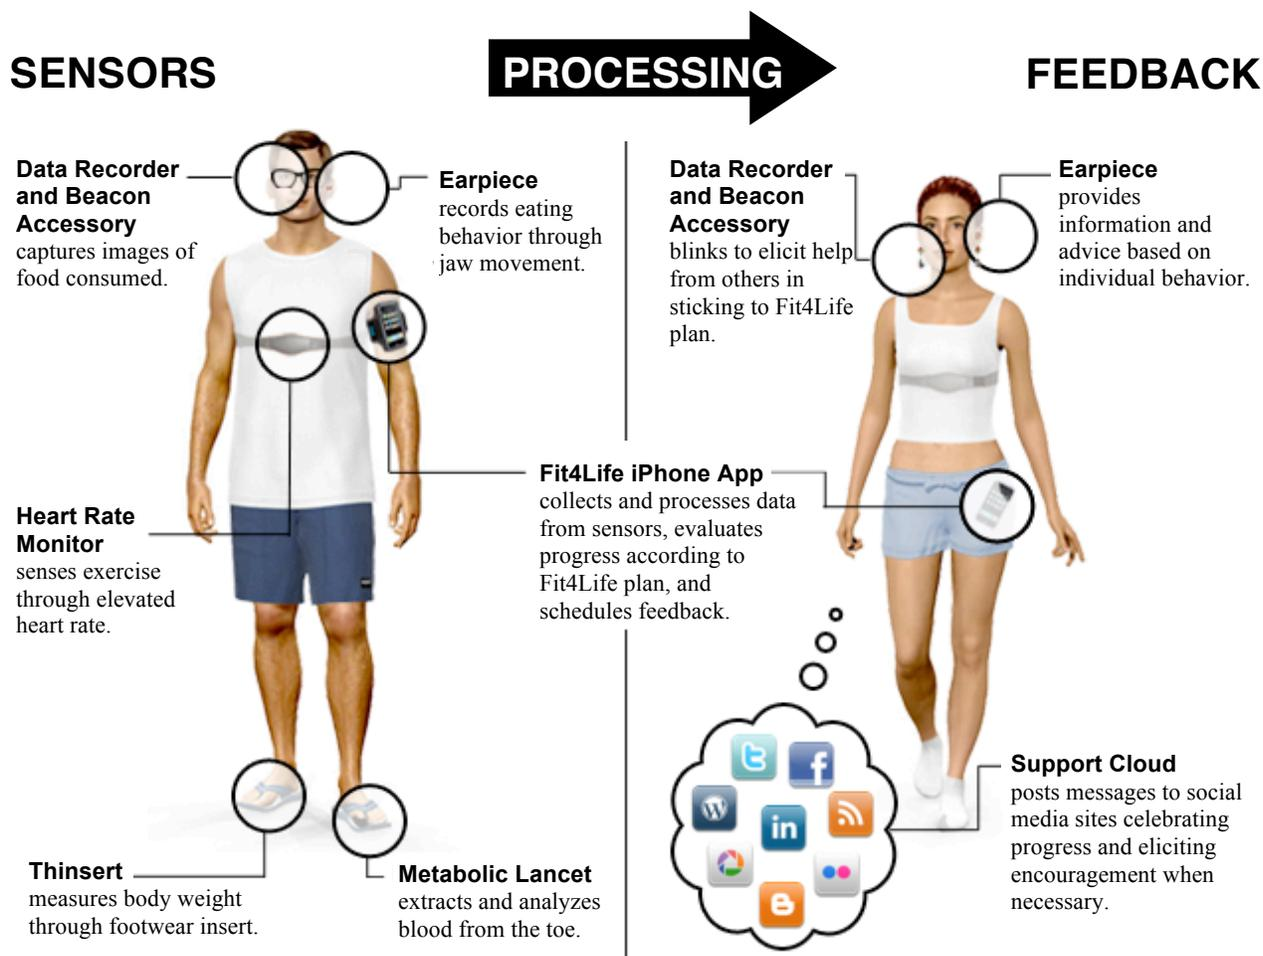 SENSORS
PROCESSING
FEEDBACK
Data Recorder
and Beacon
Accessory
captures images of
food consumed.
Earpiece
records eating
behavior through
jaw movement.
Data Recorder
and Beacon
Accessory
blinks to elicit help
from others in
sticking to Fit4Life
plan.
Earpiece
provides
information and
advice based on
individual behavior.
Heart Rate
Monitor
senses exercise
through elevated
heart rate.
Fit4Life iPhone App
collects and processes data
from sensors, evaluates
progress according to
Fit4Life plan, and
schedules feedback.
Thinsert
measures body weight
through footwear insert.
Metabolic Lancet
extracts and analyzes
blood from the toe.
t
f
W
in
B
Support Cloud
posts messages to social
media sites celebrating
progress and eliciting
encouragement when
necessary.